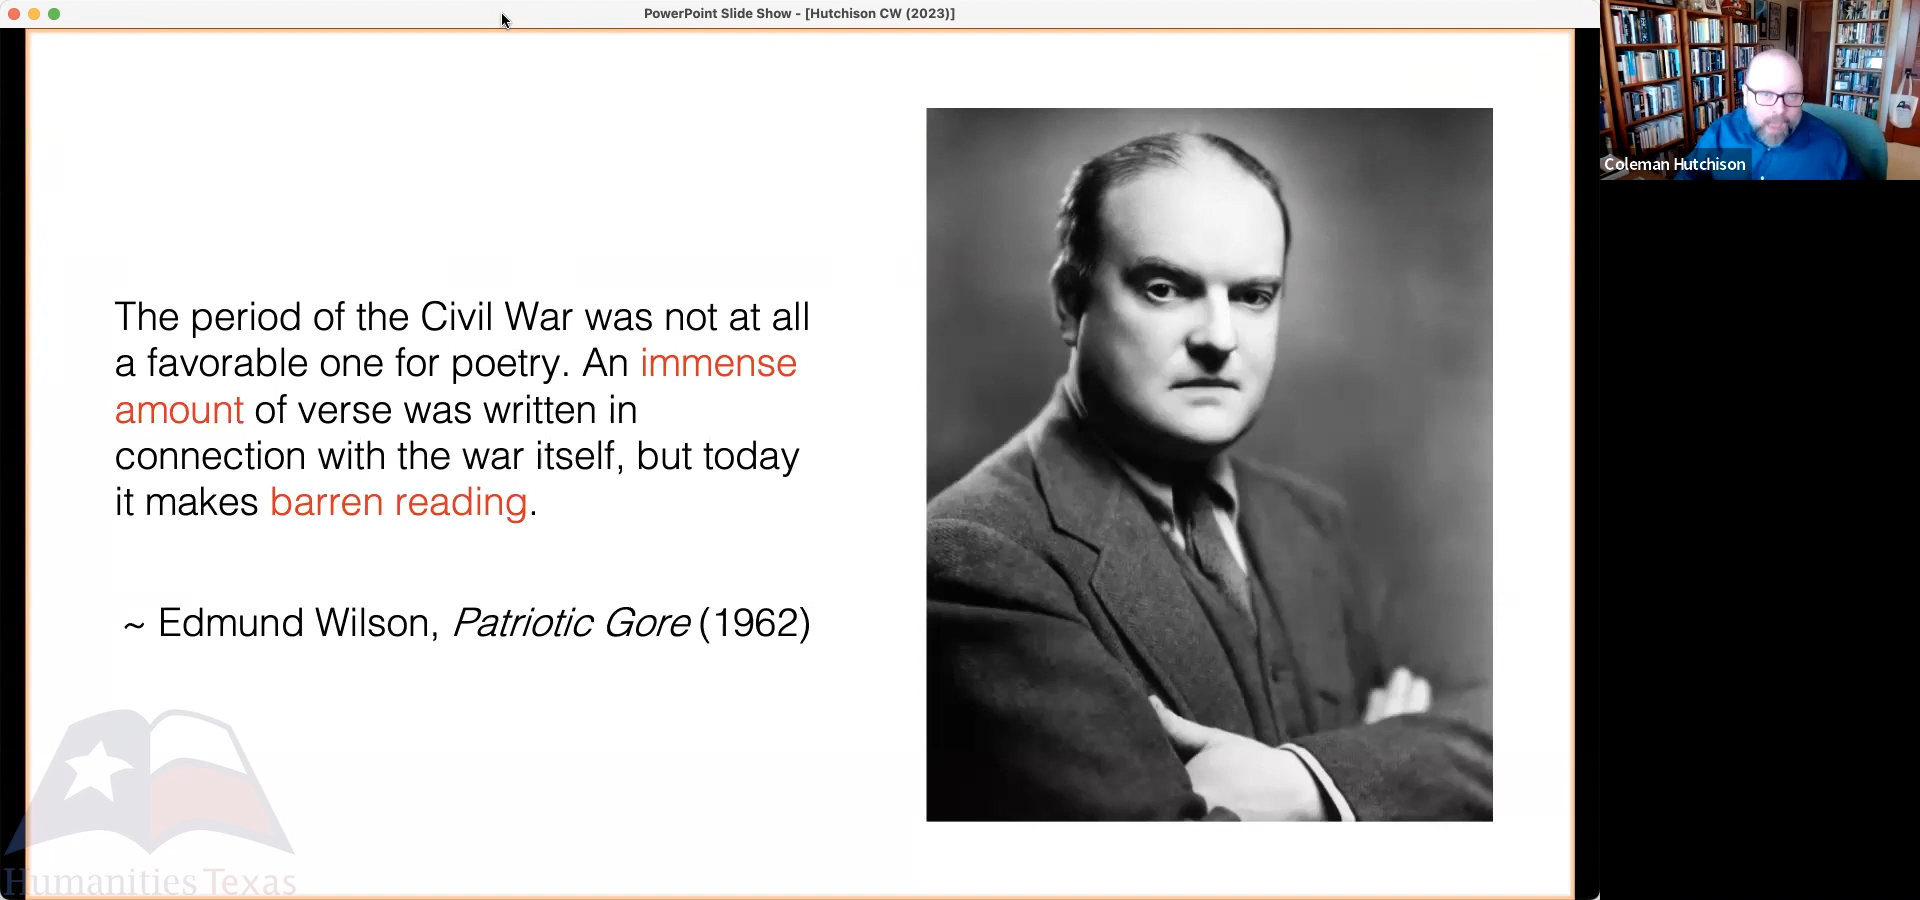 PowerPoint Slide Show - [Hutchison CW (2023)]
Coleman Hutchison
The period of the Civil War was not at all
a favorable one for poetry. An immense
amount of verse was written in
connection with the war itself, but today
it makes barren reading.
~ Edmund Wilson, Patriotic Gore (1962)
Humanities Texas